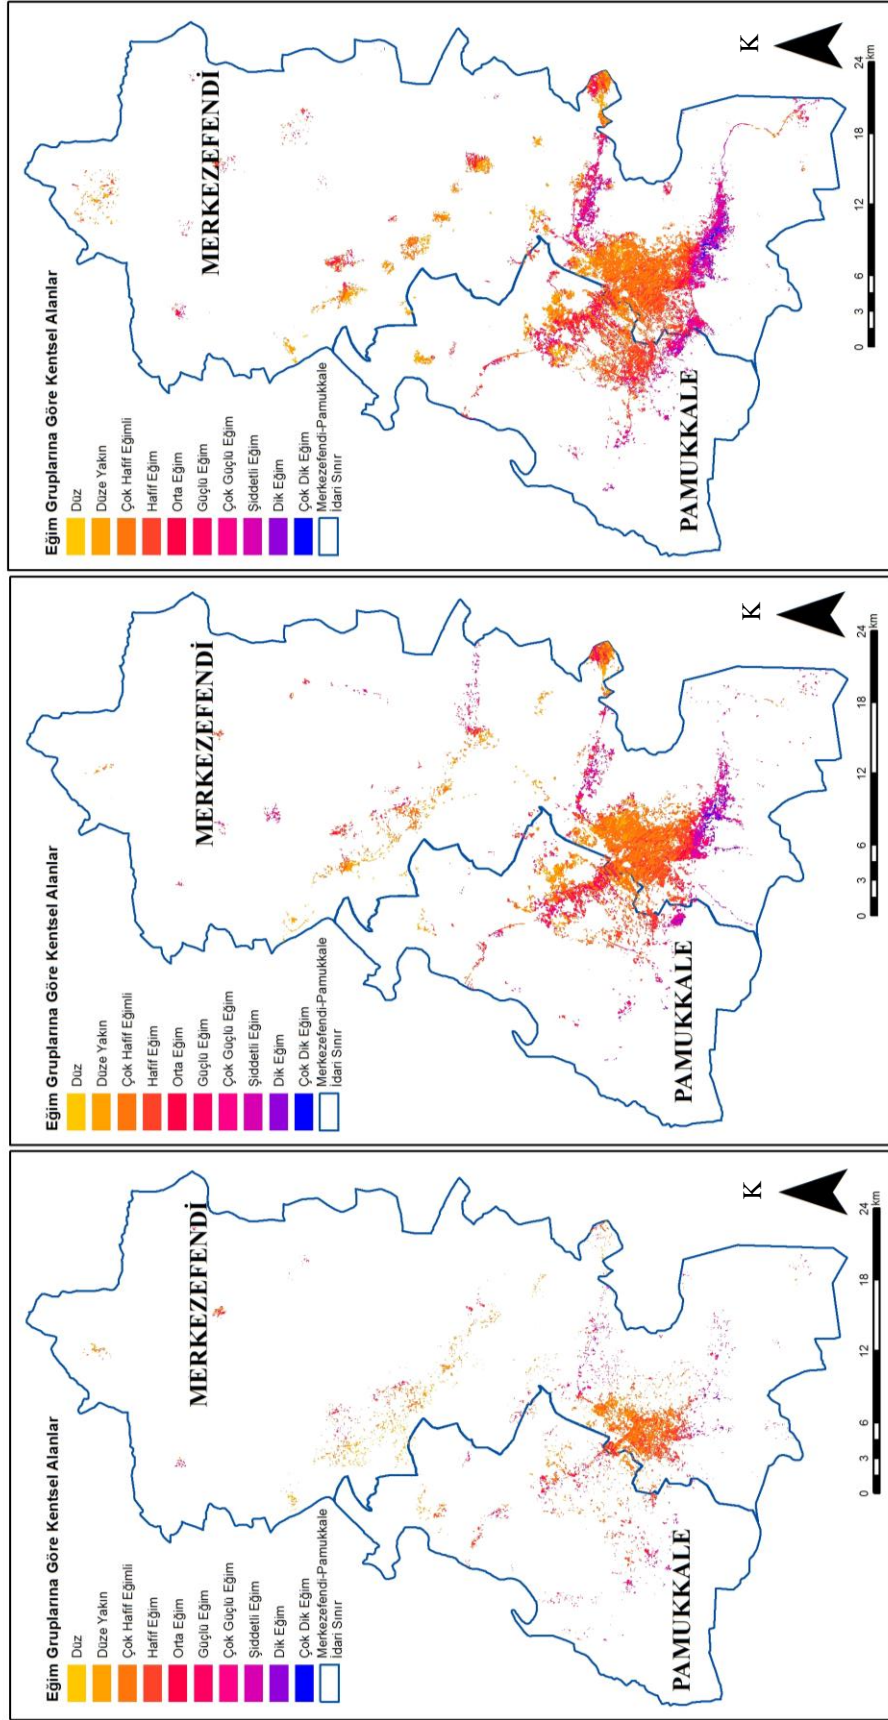 Eğim Gruplarına Göre Kentsel Alanlar
Düz
Düze Yakın
Çok Hafif Eğimli
Hafif Eğim
Orta Eğim
Güçlü Eğim
Çok Güçlü Eğim
Şiddetli Eğim
Dik Eğim
Çok Dik Eğim
Merkezefendi-Pamukkale
İdari Sınır
MERKEZEFENDİ
PAMUKKALE
K
0 3 6 12 18 24
km
Eğim Gruplarına Göre Kentsel Alanlar
Düz
Düze Yakın
Çok Hafif Eğimli
Hafif Eğim
Orta Eğim
Güçlü Eğim
Çok Güçlü Eğim
Şiddetli Eğim
Dik Eğim
Çok Dik Eğim
Merkezefendi-Pamukkale
İdari Sınır
MERKEZEFENDİ
PAMUKKALE
K
0 3 6 12 18 24
km
Eğim Gruplarına Göre Kentsel Alanlar
Düz
Düze Yakın
Çok Hafif Eğimli
Hafif Eğim
Orta Eğim
Güçlü Eğim
Çok Güçlü Eğim
Şiddetli Eğim
Dik Eğim
Çok Dik Eğim
Merkezefendi-Pamukkale
İdari Sınır
MERKEZEFENDİ
PAMUKKALE
K
0 3 6 12 18 24
km